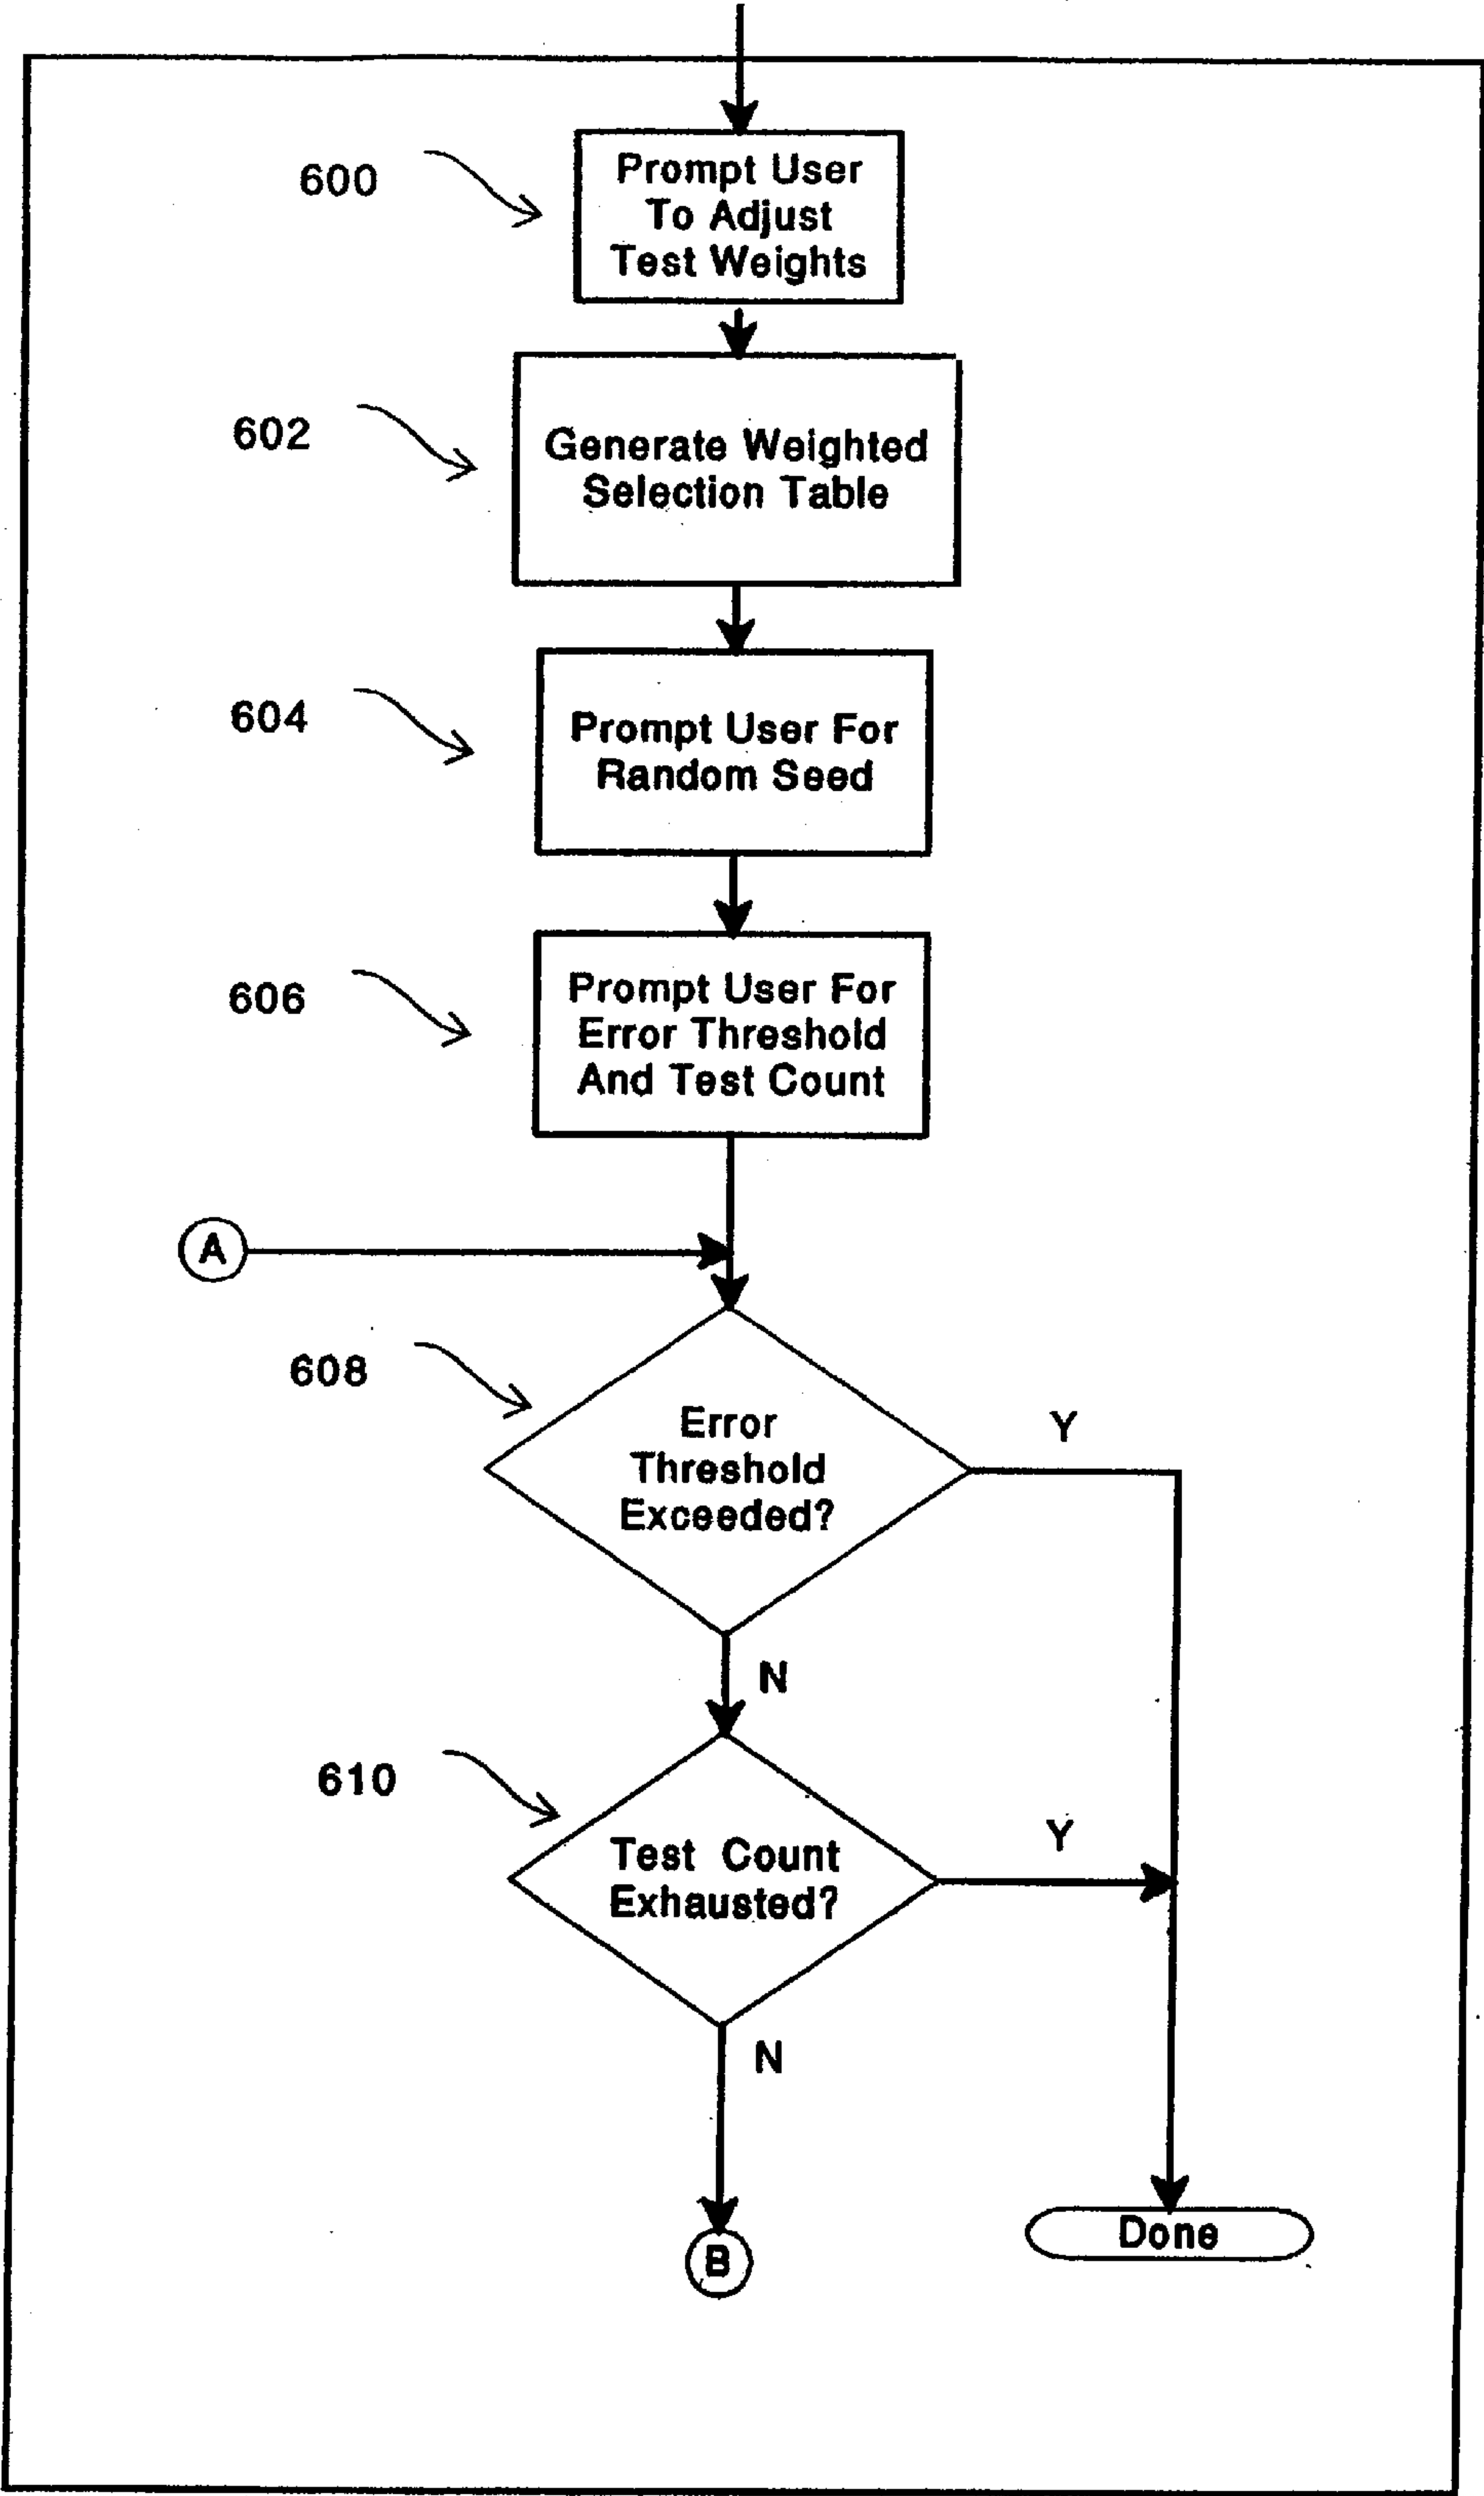 600
Prompt User
To Adjust
Test Weights
602
Generate Weighted
Selection Table
604
Prompt User For
Random Seed
606
Prompt User For
Error Threshold
And Test Count
A
608
Error
Threshold
Exceeded?
Y
N
610
Test Count
Exhausted?
Y
N
B
Done